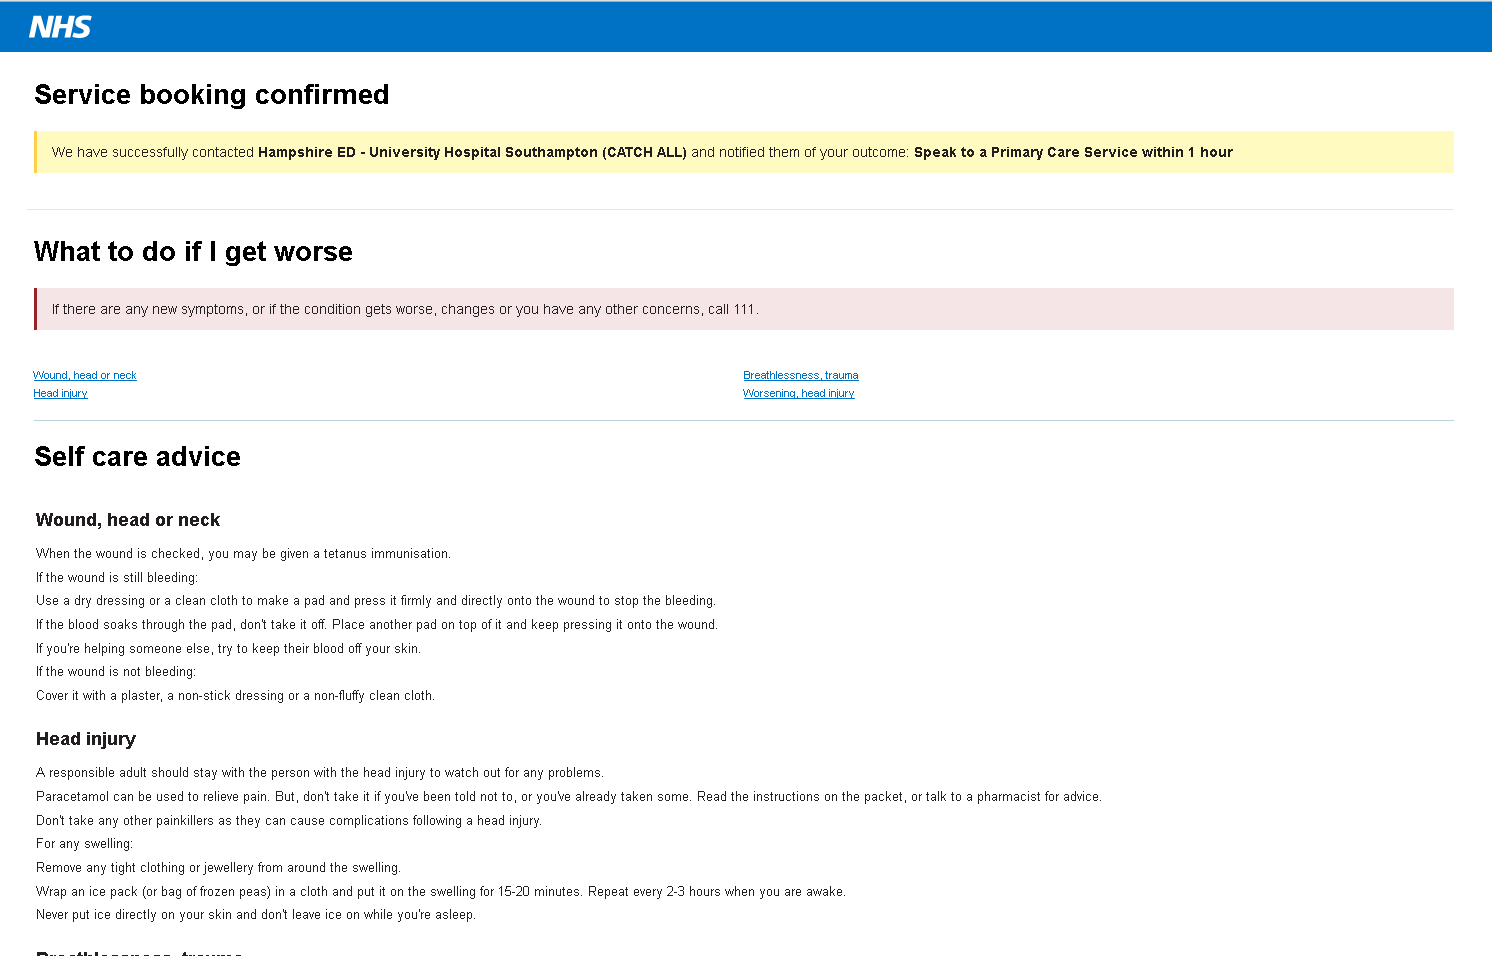 NHS
Service booking confirmed
We have successfully contacted Hampshire ED - University Hospital Southampton (CATCH ALL) and notified them of your outcome: Speak to a Primary Care Service within 1 hour
What to do if I get worse
If there are any new symptoms, or if the condition gets worse, changes or you have any other concerns, call 111.
Wound, head or neck
Breathlessness, trauma
Head injury
Worsening, head injury
Self care advice
Wound, head or neck
When the wound is checked, you may be given a tetanus immunisation.
If the wound is still bleeding:
Use a dry dressing or a clean cloth to make a pad and press it firmly and directly onto the wound to stop the bleeding.
If the blood soaks through the pad, don't take it off. Place another pad on top of it and keep pressing it onto the wound.
If you're helping someone else, try to keep their blood off your skin.
If the wound is not bleeding:
Cover it with a plaster, a non-stick dressing or a non-fluffy clean cloth.
Head injury
A responsible adult should stay with the person with the head injury to watch out for any problems.
Paracetamol can be used to relieve pain. But, don't take it if you've been told not to, or you've already taken some. Read the instructions on the packet, or talk to a pharmacist for advice.
Don't take any other painkillers as they can cause complications following a head injury.
For any swelling:
Remove any tight clothing or jewellery from around the swelling.
Wrap an ice pack (or bag of frozen peas) in a cloth and put it on the swelling for 15-20 minutes. Repeat every 2-3 hours when you are awake.
Never put ice directly on your skin and don't leave ice on while you're asleep.
Breathlessness, trauma